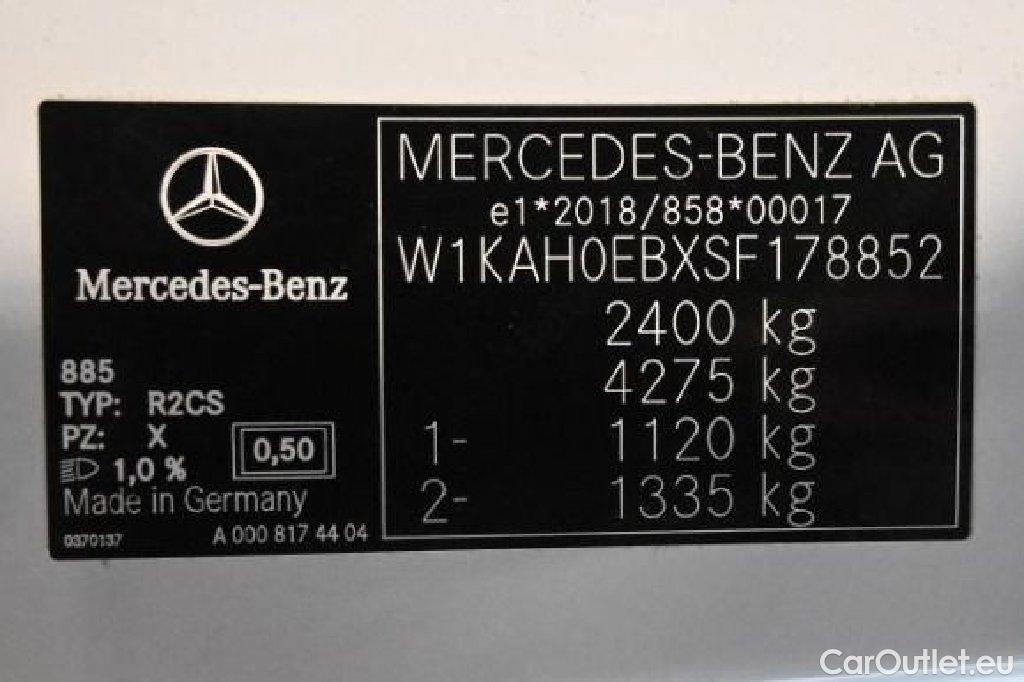 Mercedes-Benz
885
TYP: R2CS
PZ: X
1,0 %
0,50
Made in Germany
0370137
A 000 817 44 04
MERCEDES-BENZ AG
e1*2018/858*00017
W1KAH0EBXSF178852
2400 kg
4275 kg
1- 1120 kg
2- 1335 kg
CarOutlet.eu